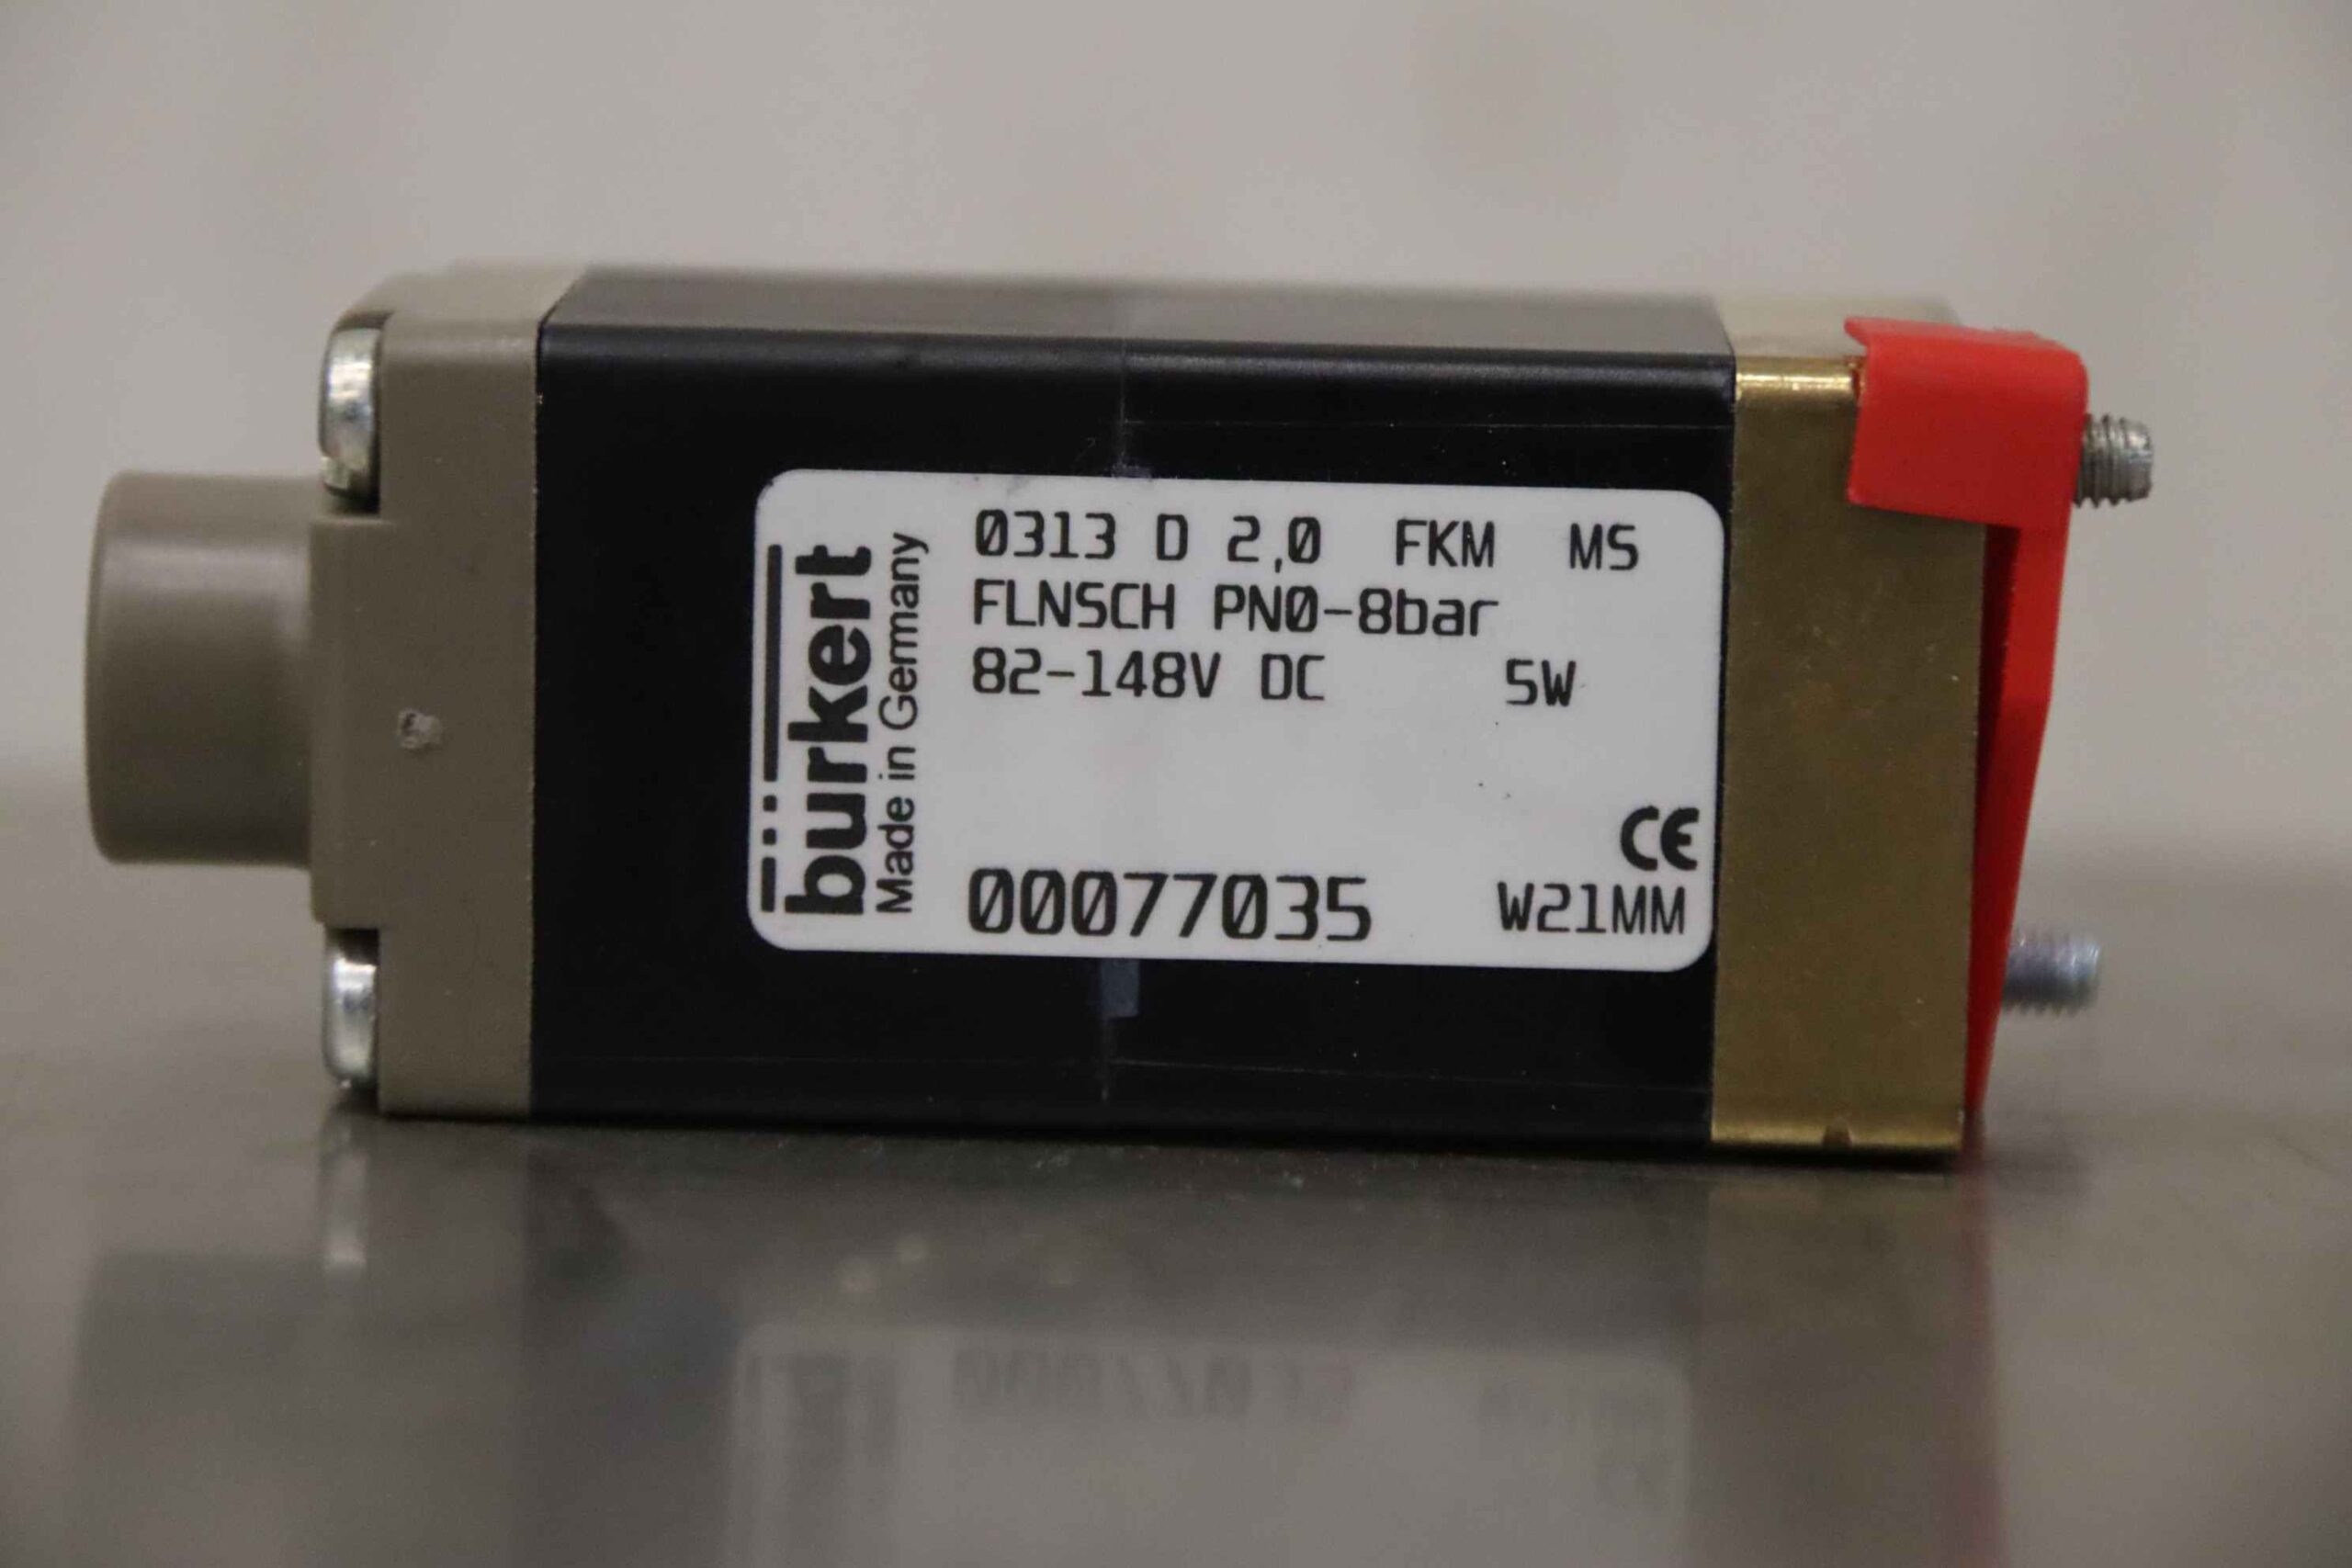 bürkert
Made in Germany
0313 D 2,0 FKM MS
FLNSCH PN0-8bar
82-148V DC 5W
CE
00077035 W21MM